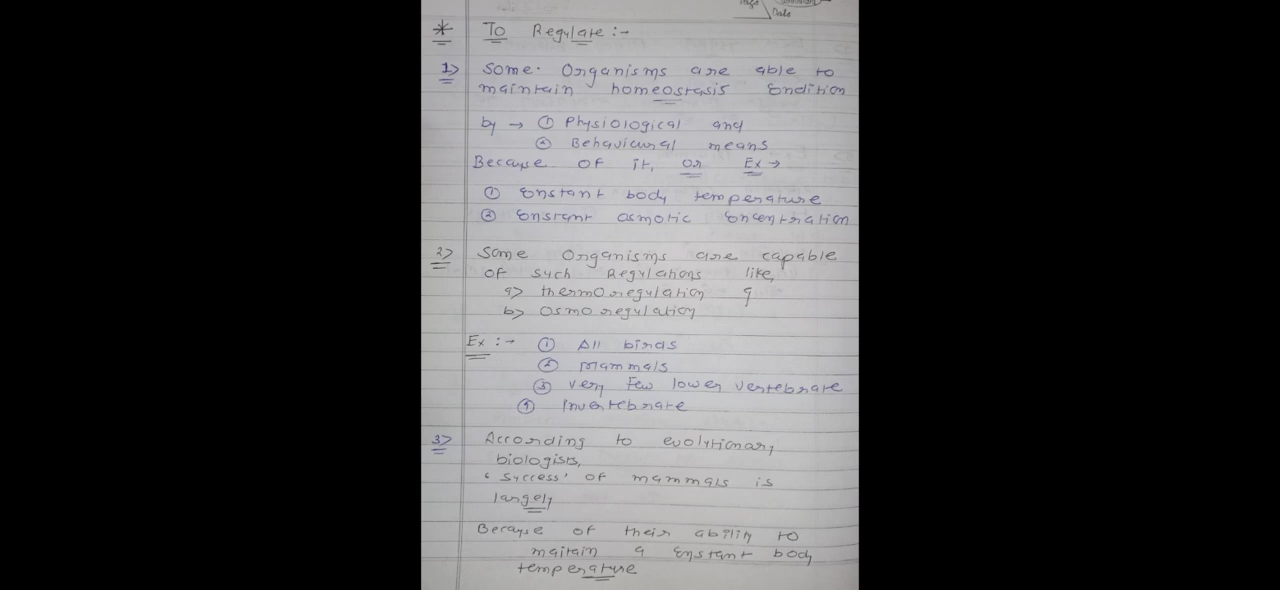 Page
Date
* To Regulate :-
1> Some. Organisms are able to
maintain homeostasis Condition
by → ① Physiological and
② Behavioural means
Because of it, or Ex →
① Constant body temperature
② Constant osmotic Concentration
2> Some Organisms are capable
of such Regulations like,
a> thermoregulation &
b> Osmoregulation
Ex :- ① All birds
② mammals
③ very Few lower vertebrate
④ Invertebrate
3> According to evolutionary
biologists,
'Success' of mammals is
largely
Because of their ability to
maitain a Constant body
temperature